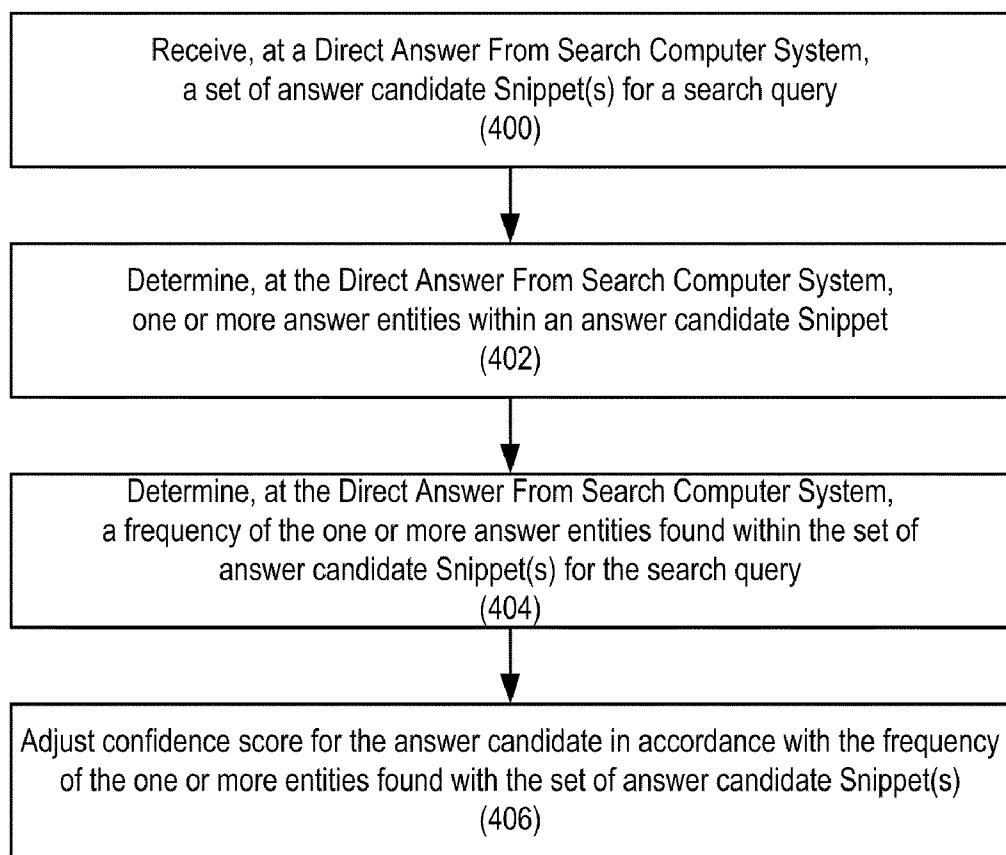 Receive, at a Direct Answer From Search Computer System,
a set of answer candidate Snippet(s) for a search query
(400)
Determine, at the Direct Answer From Search Computer System,
one or more answer entities within an answer candidate Snippet
(402)
Determine, at the Direct Answer From Search Computer System,
a frequency of the one or more answer entities found within the set of
answer candidate Snippet(s) for the search query
(404)
Adjust confidence score for the answer candidate in accordance with the frequency
of the one or more entities found with the set of answer candidate Snippet(s)
(406)